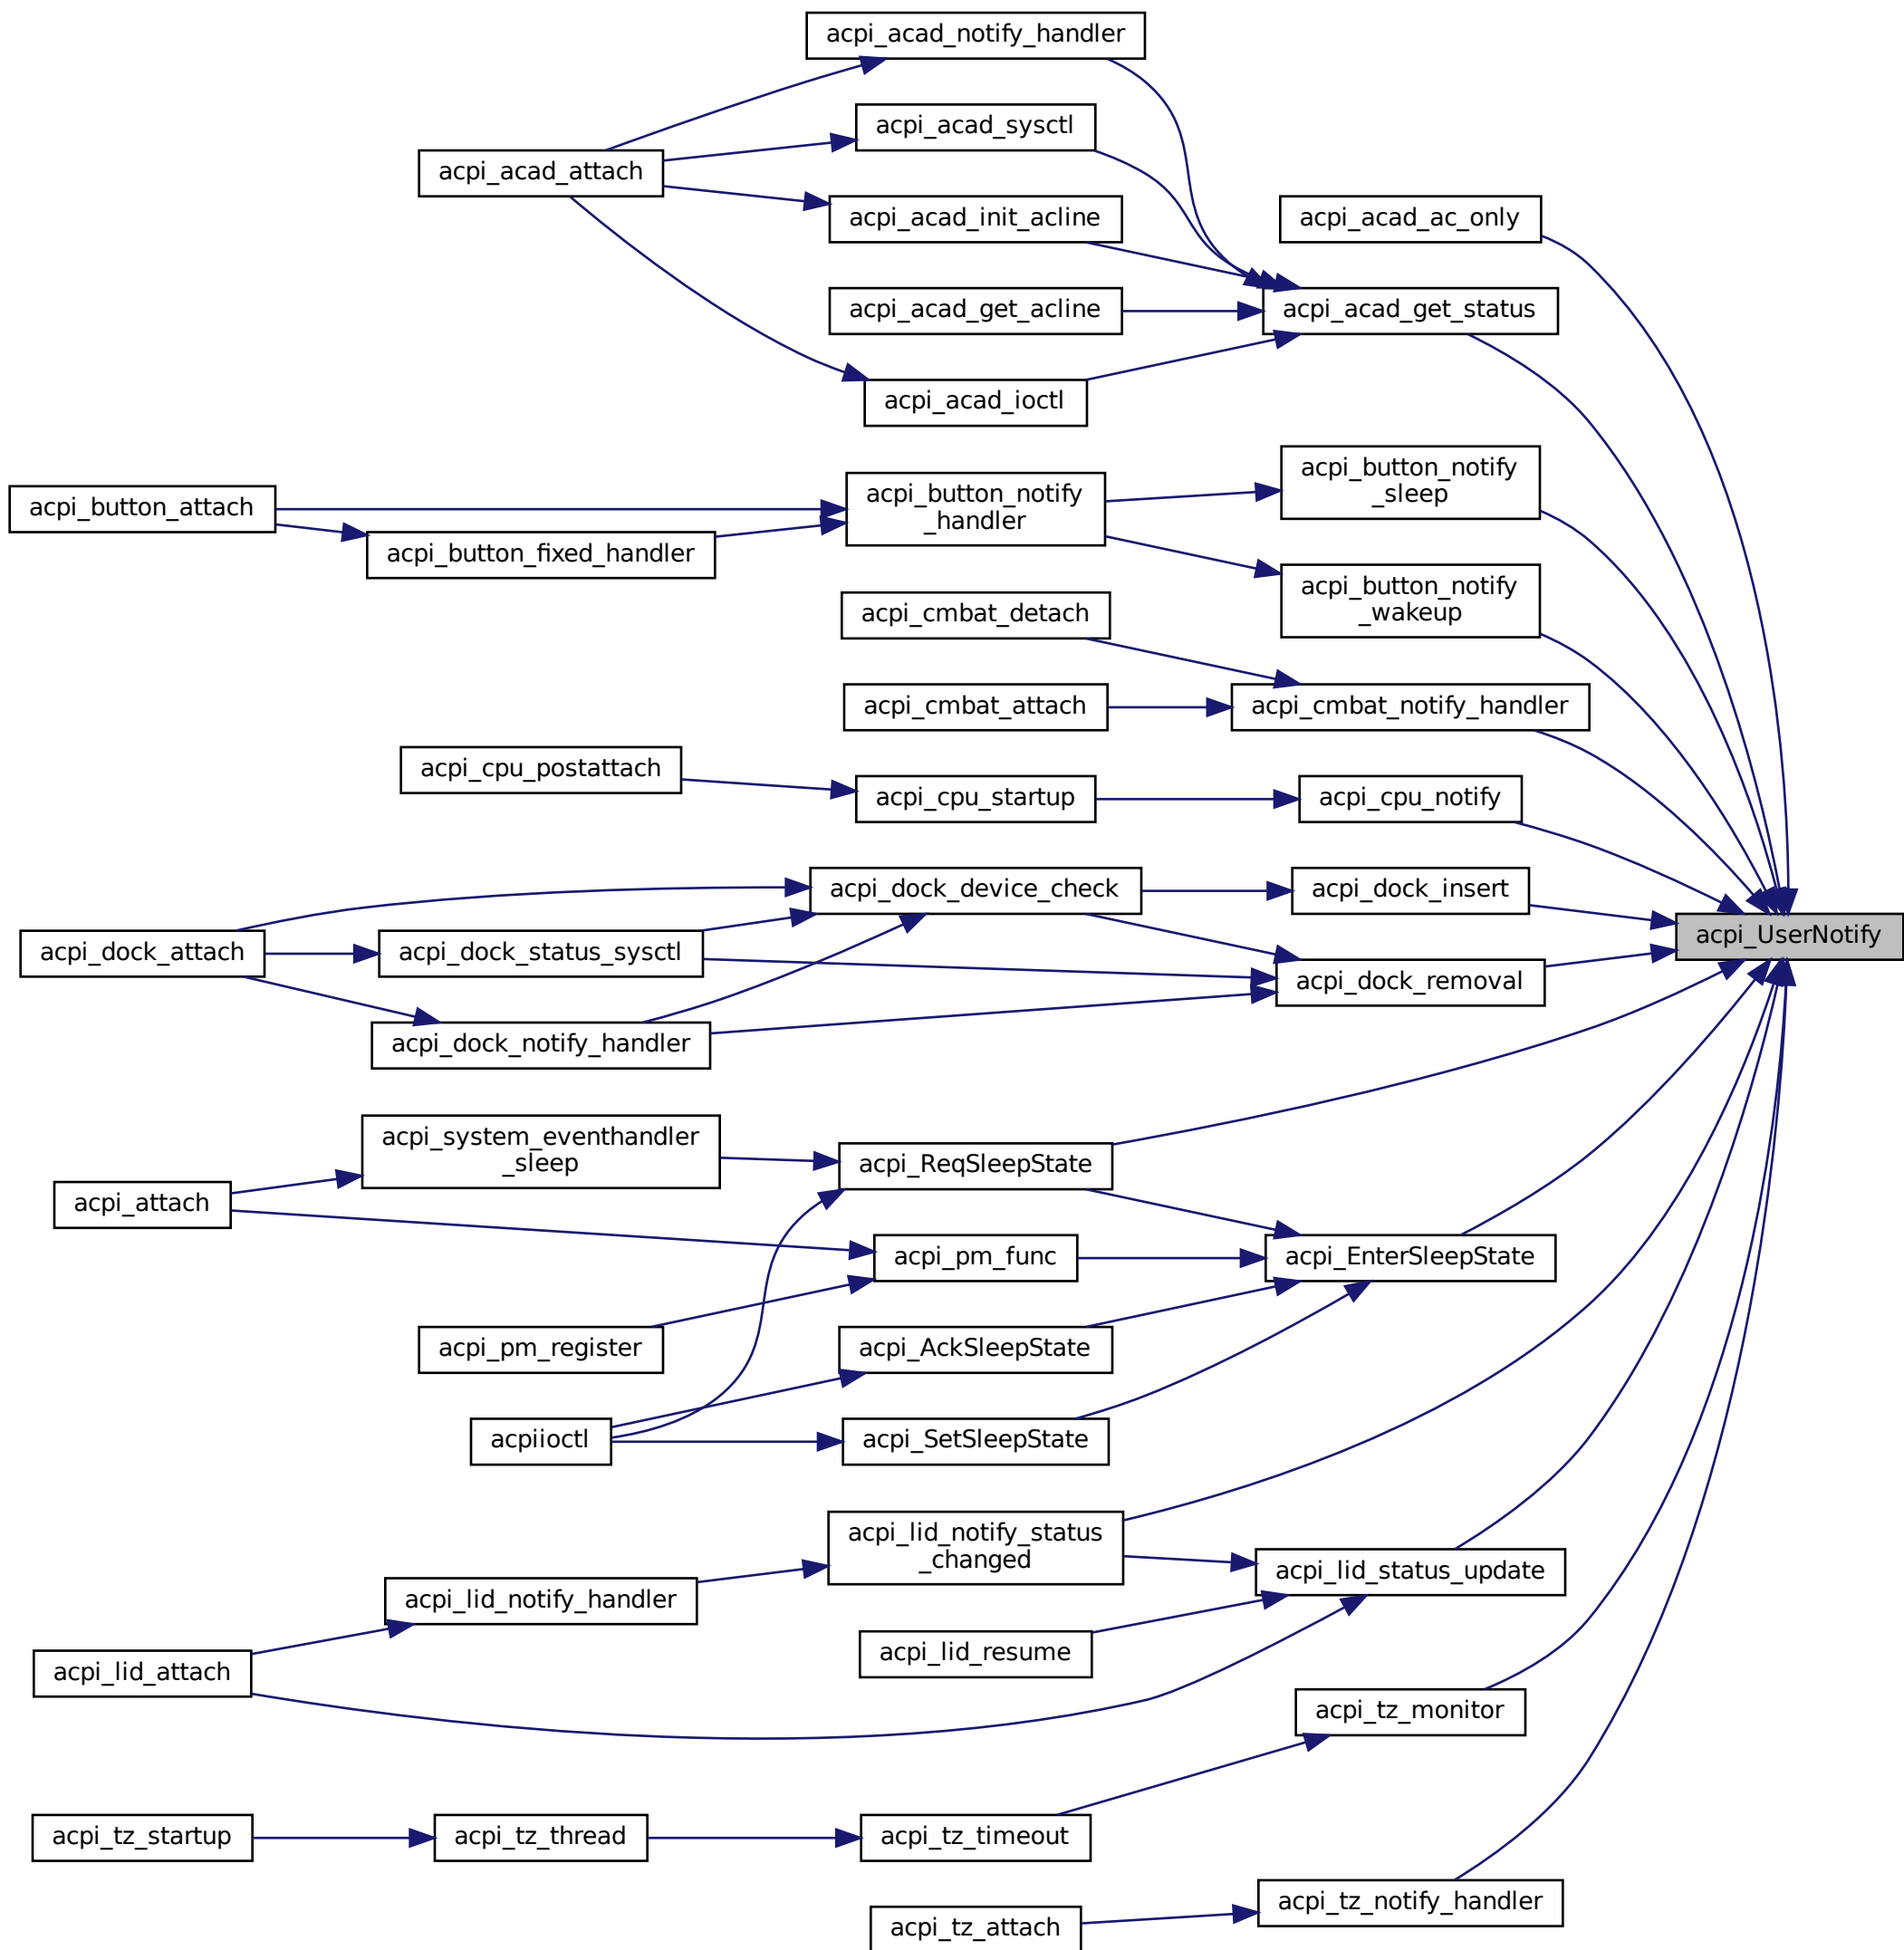 acpi_acad_notify_handler
acpi_acad_sysctl
acpi_acad_attach
acpi_acad_init_acline
acpi_acad_ac_only
acpi_acad_get_acline
acpi_acad_get_status
acpi_acad_ioctl
acpi_button_notify
_sleep
acpi_button_attach
acpi_button_notify
_handler
acpi_button_fixed_handler
acpi_button_notify
_wakeup
acpi_cmbat_detach
acpi_cmbat_attach
acpi_cmbat_notify_handler
acpi_cpu_postattach
acpi_cpu_startup
acpi_cpu_notify
acpi_dock_device_check
acpi_dock_insert
acpi_UserNotify
acpi_dock_attach
acpi_dock_status_sysctl
acpi_dock_removal
acpi_dock_notify_handler
acpi_system_eventhandler
_sleep
acpi_ReqSleepState
acpi_attach
acpi_pm_func
acpi_EnterSleepState
acpi_pm_register
acpi_AckSleepState
acpiioctl
acpi_SetSleepState
acpi_lid_notify_status
_changed
acpi_lid_status_update
acpi_lid_notify_handler
acpi_lid_resume
acpi_lid_attach
acpi_tz_monitor
acpi_tz_startup
acpi_tz_thread
acpi_tz_timeout
acpi_tz_notify_handler
acpi_tz_attach